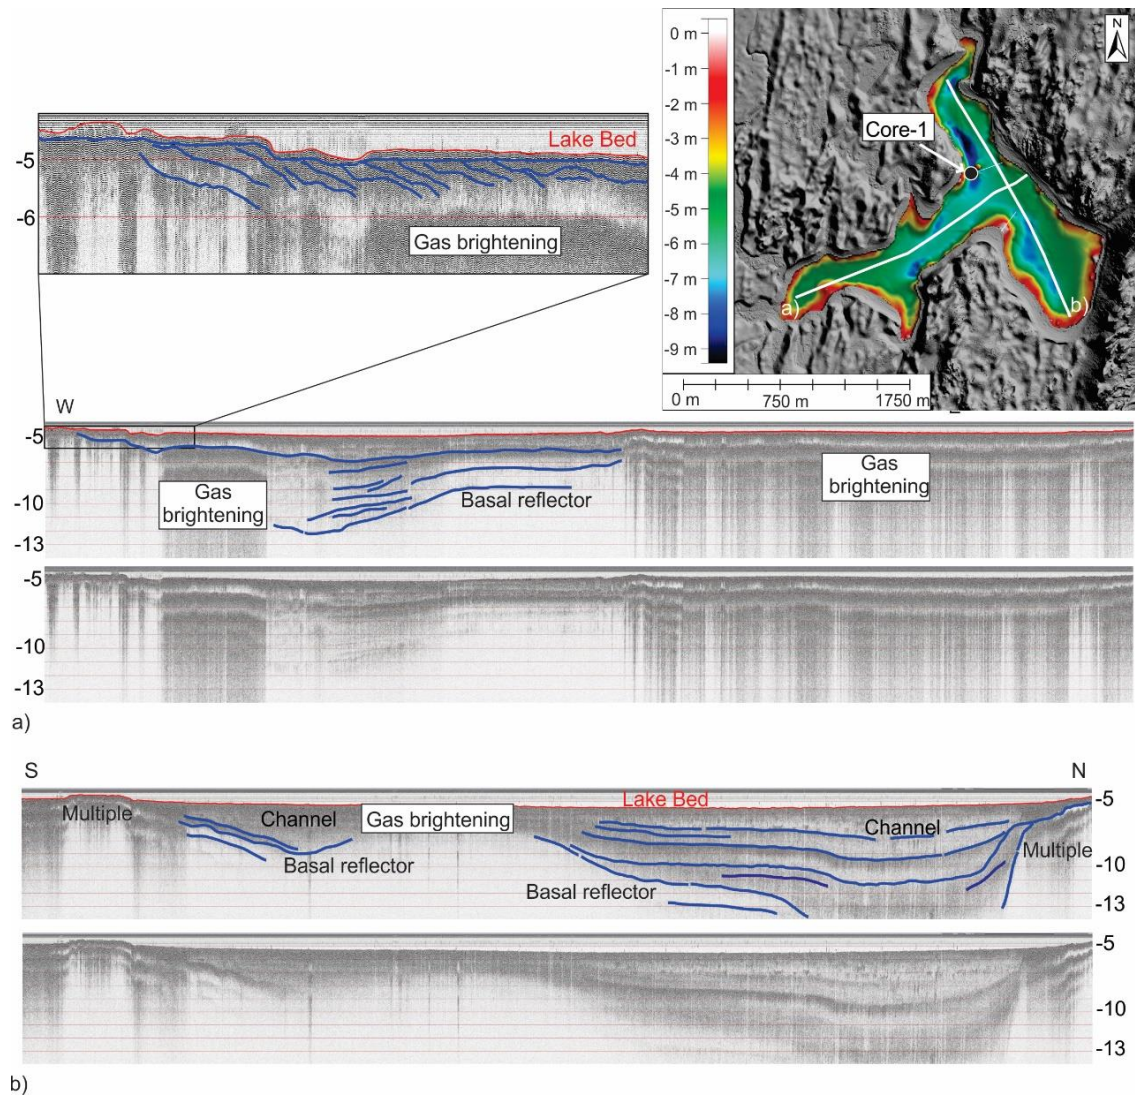 0 m
-1 m
-2 m
-3 m
-4 m
-5 m
-6 m
-7 m
-8 m
-9 m
N
Core-1
a)
b)
0 m
750 m
1750 m
Lake Bed
-5
-6
Gas brightening
W
-5
-10
-13
Gas
brightening
Basal reflector
Gas
brightening
-5
-10
-13
a)
S
N
Multiple
Channel
Basal reflector
Gas brightening
Lake Bed
Channel
Multiple
Basal reflector
-5
-10
-13
-5
-10
-13
b)